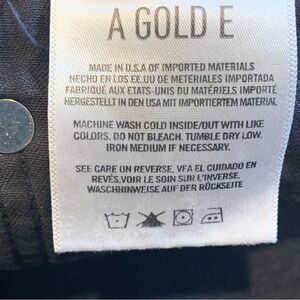 A GOLD E
MADE IN U.S.A OF IMPORTED MATERIALS
HECHO EN LOS EE.UU DE METERIALES IMPORTADA
FABRIQUÉ AUX ETATS-UNIS DU MATÉRIELS IMPORTÉ
HERGESTELLT IN DEN USA MIT IMPORTIERTEM MATERIAL
MACHINE WASH COLD INSIDE/OUT WITH LIKE
COLORS. DO NOT BLEACH. TUMBLE DRY LOW.
IRON MEDIUM IF NECESSARY.
SEE CARE ON REVERSE, VEA EL CUIDADO EN
REVÉS, VOIR LE SOIN SUR L'INVERSE.
WASCHHINWEISE AUF DER RÜCKSEITE